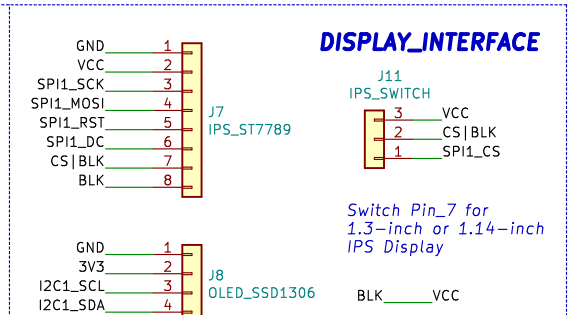 DISPLAY_INTERFACE
GND 1
VCC 2
SPI1_SCK 3
SPI1_MOSI 4
SPI1_RST 5
SPI1_DC 6
CS|BLK 7
BLK 8
J7
IPS_ST7789
J11
IPS_SWITCH
3 VCC
2 CS|BLK
1 SPI1_CS
Switch Pin_7 for
1.3-inch or 1.14-inch
IPS Display
GND 1
3V3 2
I2C1_SCL 3
I2C1_SDA 4
J8
OLED_SSD1306
BLK VCC